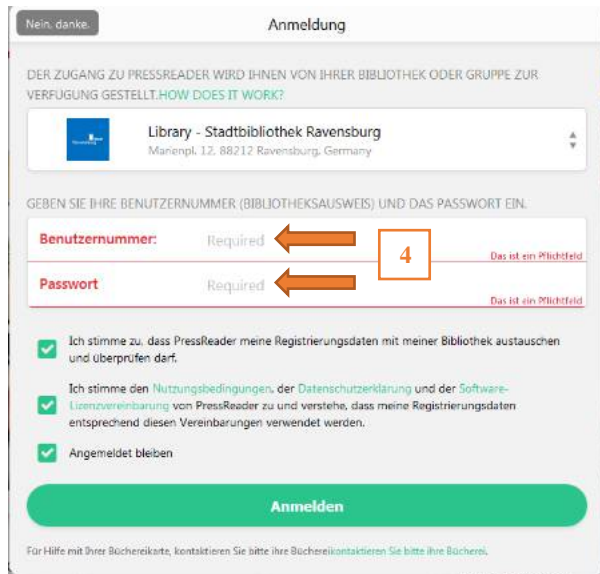 Nein, danke.
Anmeldung
DER ZUGANG ZU PRESSREADER WIRD IHNEN VON IHRER BIBLIOTHEK ODER GRUPPE ZUR
VERFÜGUNG GESTELLT.HOW DOES IT WORK?
Library - Stadtbibliothek Ravensburg
Marienpl. 12, 88212 Ravensburg, Germany
GEBEN SIE IHRE BENUTZERNUMMER (BIBLIOTHEKSAUSWEIS) UND DAS PASSWORT EIN.
Benutzernummer: Required
4
Das ist ein Pflichtfeld
Passwort Required
Das ist ein Pflichtfeld
Ich stimme zu, dass PressReader meine Registrierungsdaten mit meiner Bibliothek austauschen
und überprüfen darf.
Ich stimme den Nutzungsbedingungen, der Datenschutzerklärung und der Software-
Lizenzvereinbarung von PressReader zu und verstehe, dass meine Registrierungsdaten
entsprechend diesen Vereinbarungen verwendet werden.
Angemeldet bleiben
Anmelden
Für Hilfe mit Ihrer Büchereikarte, kontaktieren Sie bitte ihre Büchereikontaktieren Sie bitte ihre Bücherei.